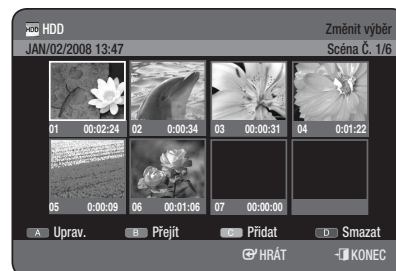 HDD HDD Změnit výběr
JAN/02/2008 13:47 Scéna Č. 1/6
01 00:02:24 02 0:00:34 03 00:00:31 04 0:01:22
05 0:00:09 06 00:01:06 07 00:00:00
A Uprav. B Přejít C Přidat D Smazat
HRÁT KONEC